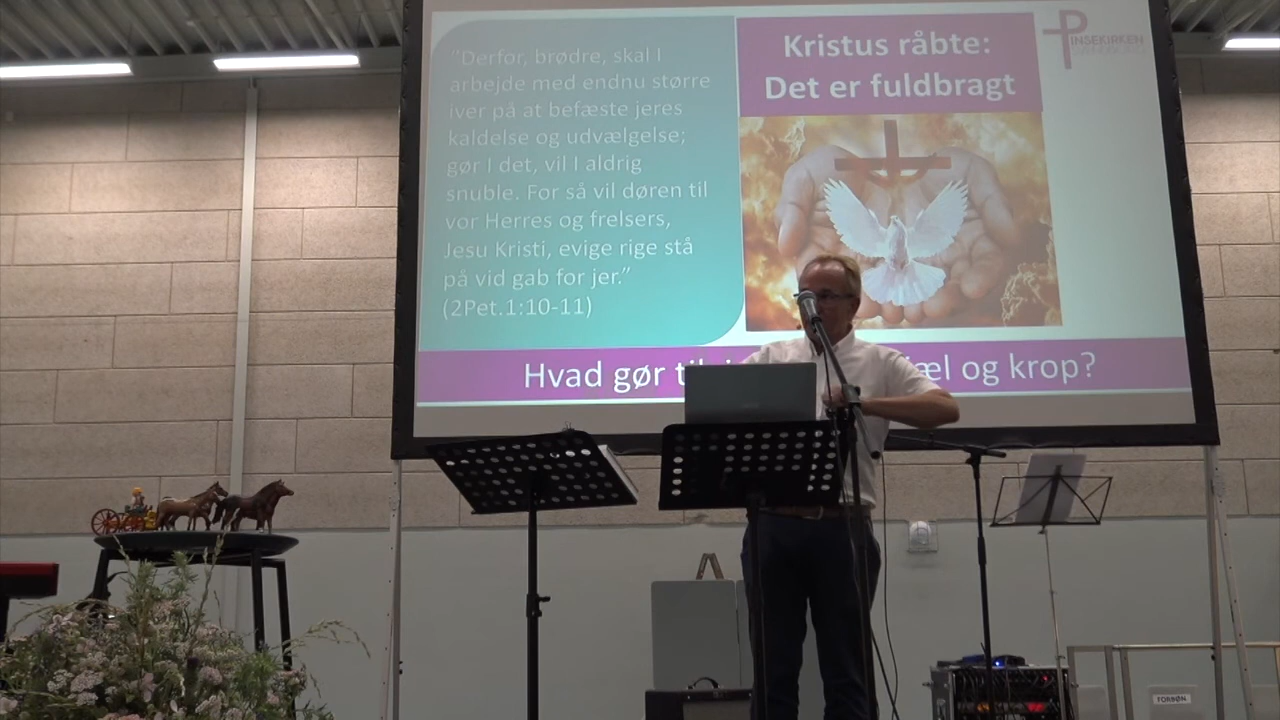 "Derfor, brødre, skal I
arbejde med endnu større
iver på at befæste jeres
kaldelse og udvælgelse;
gør I det, vil I aldrig
snuble. For så vil døren til
vor Herres og frelsers,
Jesu Kristi, evige rige stå
på vid gab for jer."
(2Pet.1:10-11)
Kristus råbte:
Det er fuldbragt
PINSEKIRKEN
Hvad gør og krop?
FORBØN.